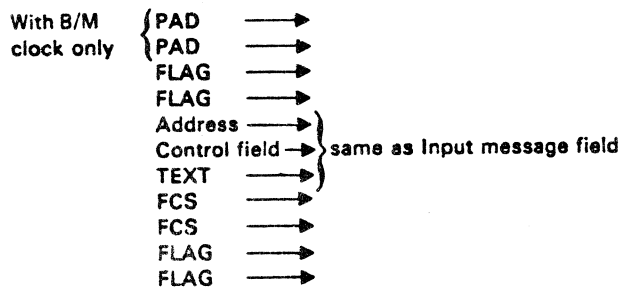 With B/M PAD
clock only PAD
FLAG
FLAG
Address
Control field same as Input message field
TEXT
FCS
FCS
FLAG
FLAG